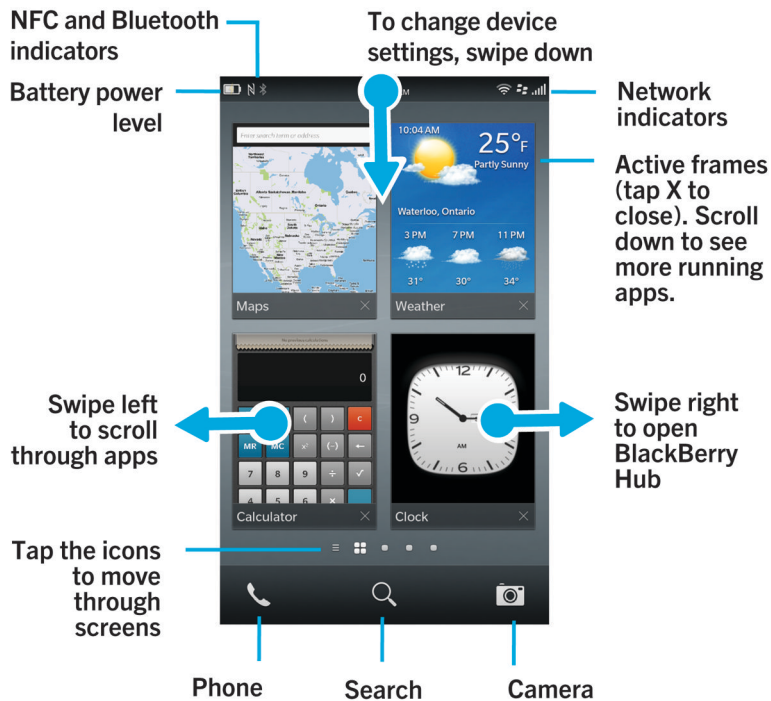 NFC and Bluetooth
indicators
To change device
settings, swipe down
Battery power
level
Network
indicators
Active frames
(tap X to
close). Scroll
down to see
more running
apps.
10:04 AM
25°F
Partly Sunny
Waterloo, Ontario
3 PM 7 PM 11 PM
31° 30° 34°
Maps
Weather
Swipe left
to scroll
through apps
0
( ) C
MR MC x² (−) ←
7 8 9 ÷ ✓
4 5 6 ×
Calculator
12
9
6
AM
Clock
Swipe right
to open
BlackBerry
Hub
Tap the icons
to move
through
screens
Phone
Search
Camera